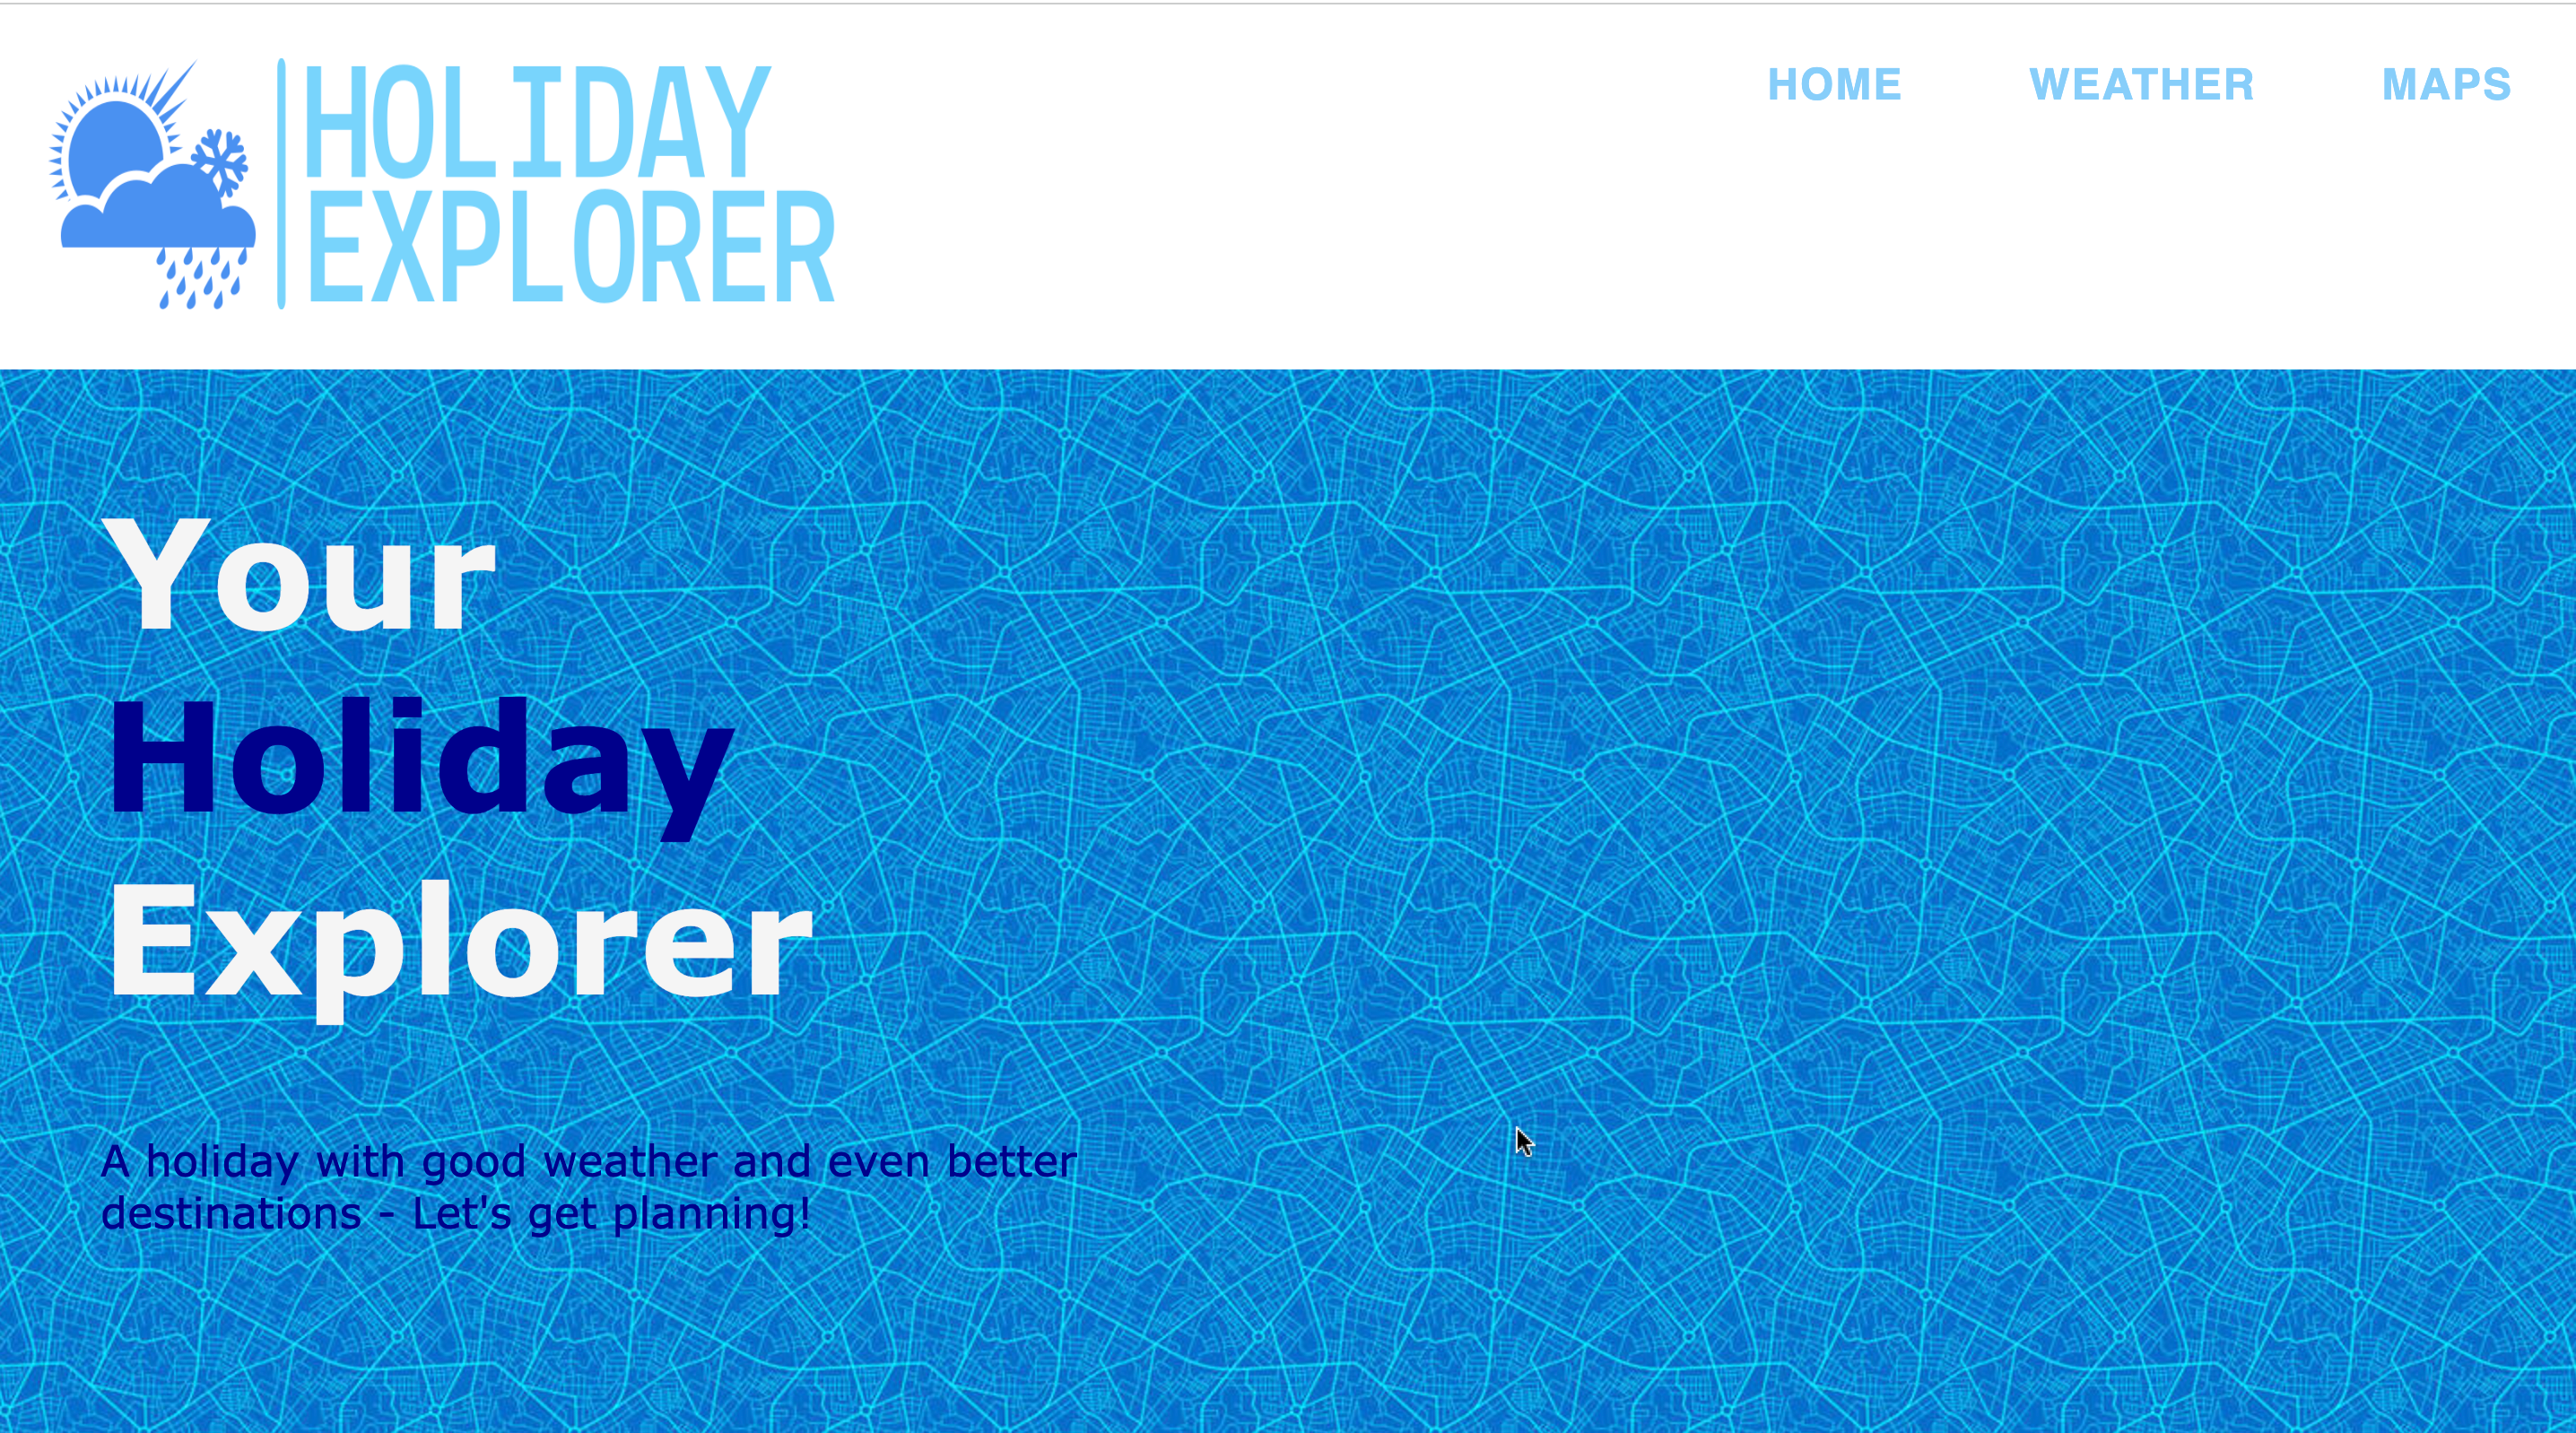 HOLIDAY
EXPLORER
HOME WEATHER MAPS
Your
Holiday
Explorer
A holiday with good weather and even better
destinations - Let's get planning!